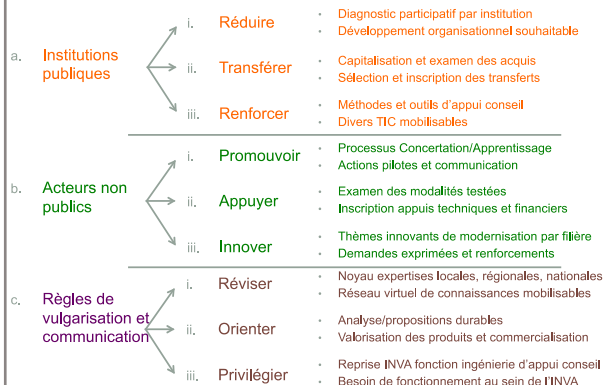 a. Institutions publiques
i. Réduire
• Diagnostic participatif par institution
• Développement organisationnel souhaitable
ii. Transférer
• Capitalisation et examen des acquis
• Sélection et inscription des transferts
iii. Renforcer
• Méthodes et outils d'appui conseil
• Divers TIC mobilisables
b. Acteurs non publics
i. Promouvoir
• Processus Concertation/Apprentissage
• Actions pilotes et communication
ii. Appuyer
• Examen des modalités testées
• Inscription appuis techniques et financiers
iii. Innover
• Thèmes innovants de modernisation par filière
• Demandes exprimées et renforcements
c. Règles de vulgarisation et communication
i. Réviser
• Noyau expertises locales, régionales, nationales
• Réseau virtuel de connaissances mobilisables
ii. Orienter
• Analyse/propositions durables
• Valorisation des produits et commercialisation
iii. Privilégier
• Reprise INVA fonction ingénierie d'appui conseil
• Besoin de fonctionnement au sein de l'INVA